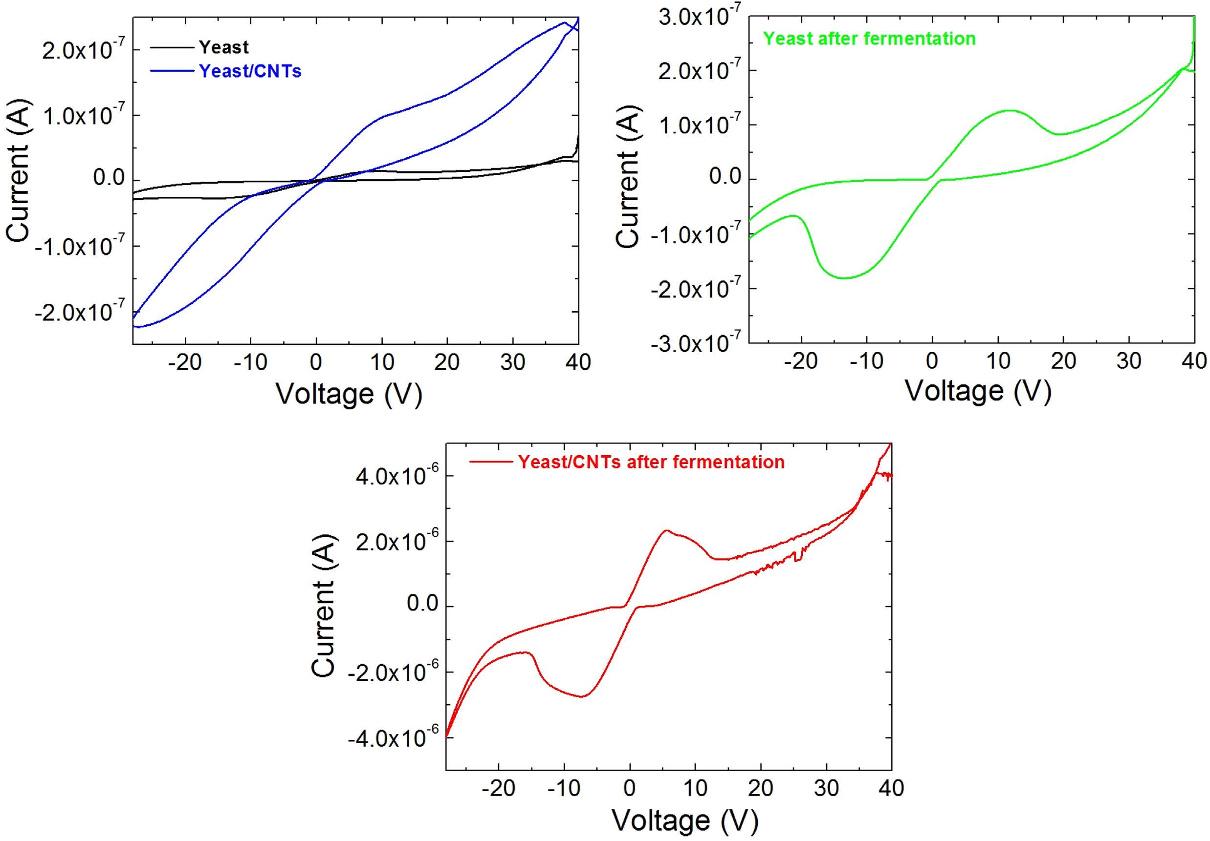 Yeast
Yeast/CNTs
2.0x10⁻⁷
1.0x10⁻⁷
0.0
-1.0x10⁻⁷
-2.0x10⁻⁷
Current (A)
-20 -10 0 10 20 30 40
Voltage (V)
Yeast after fermentation
3.0x10⁻⁷
2.0x10⁻⁷
1.0x10⁻⁷
0.0
-1.0x10⁻⁷
-2.0x10⁻⁷
-3.0x10⁻⁷
Current (A)
-20 -10 0 10 20 30 40
Voltage (V)
Yeast/CNTs after fermentation
4.0x10⁻⁶
2.0x10⁻⁶
0.0
-2.0x10⁻⁶
-4.0x10⁻⁶
Current (A)
-20 -10 0 10 20 30 40
Voltage (V)